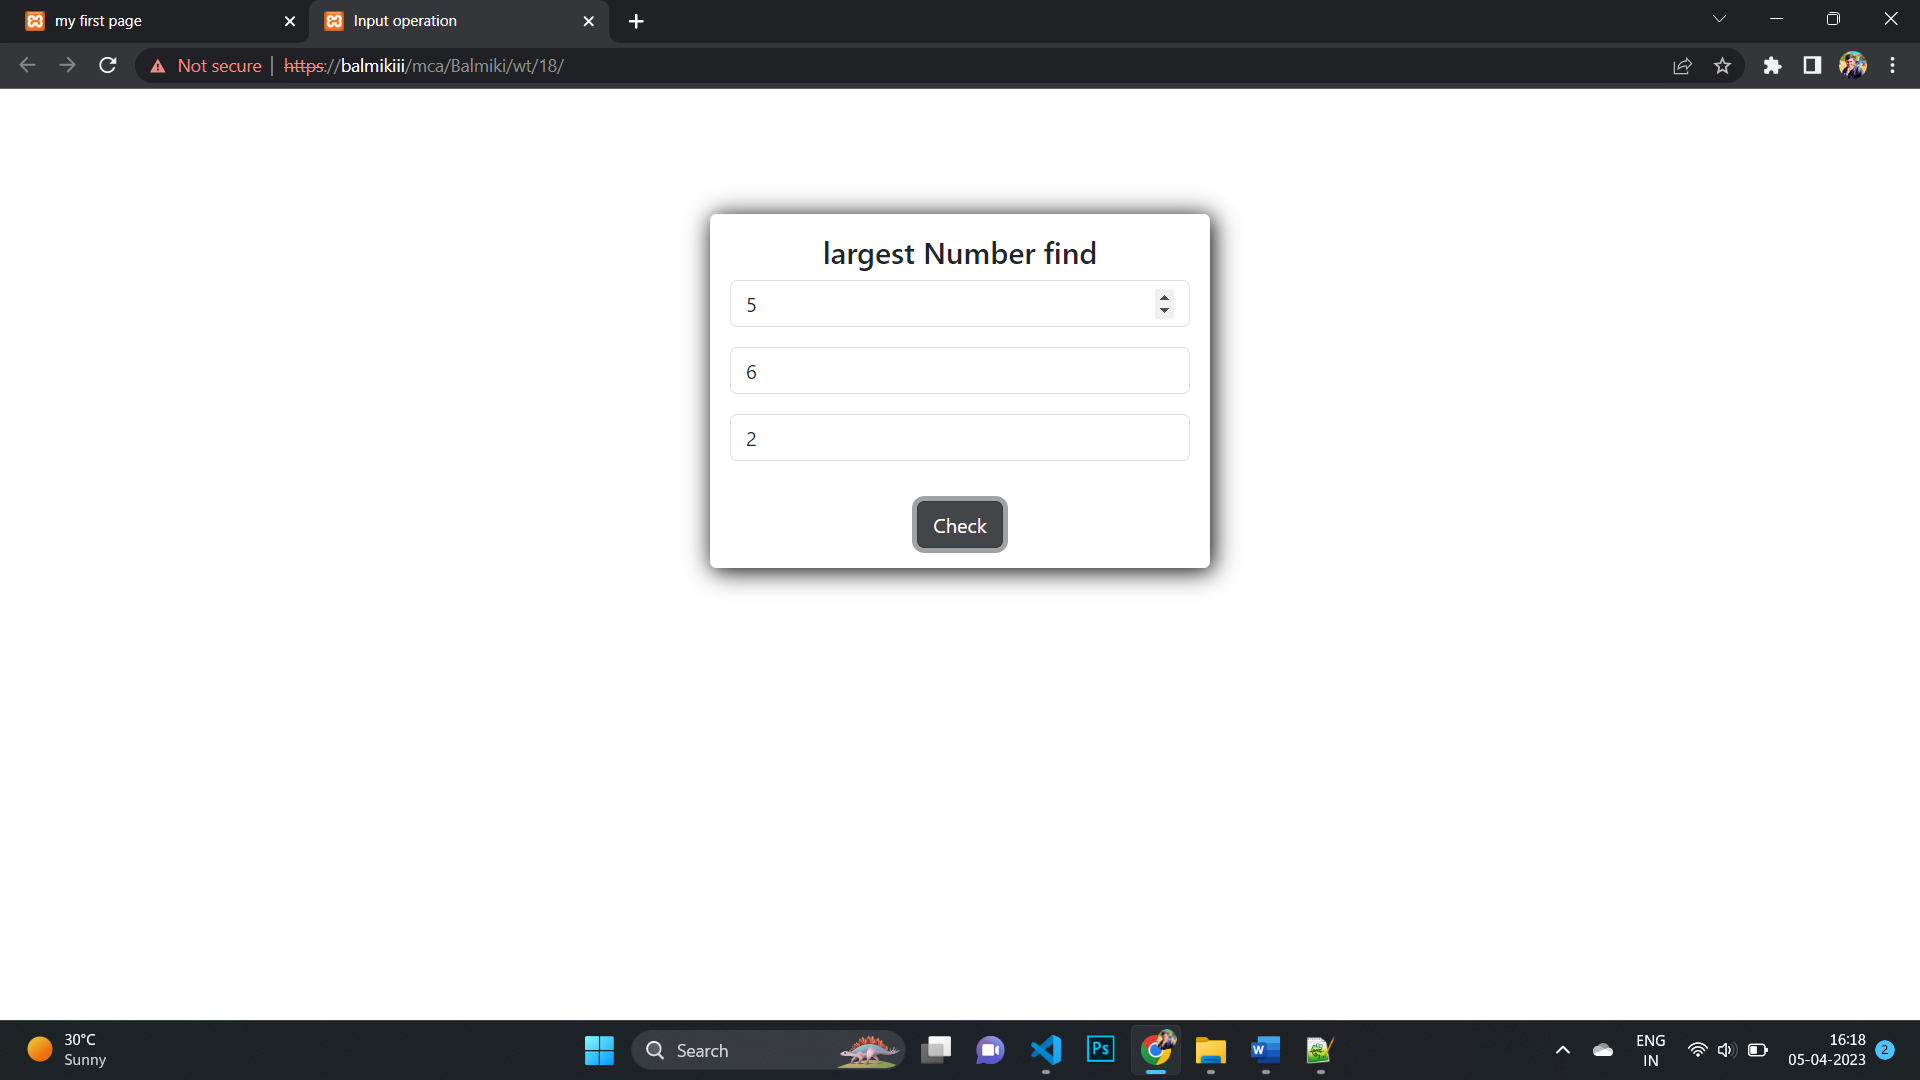 my first page
Input operation
Not secure
https://balmikiii/mca/Balmiki/wt/18/
largest Number find
5
6
2
Check
30°C
Sunny
Search
Ps
W
ENG
IN
16:18
05-04-2023
2